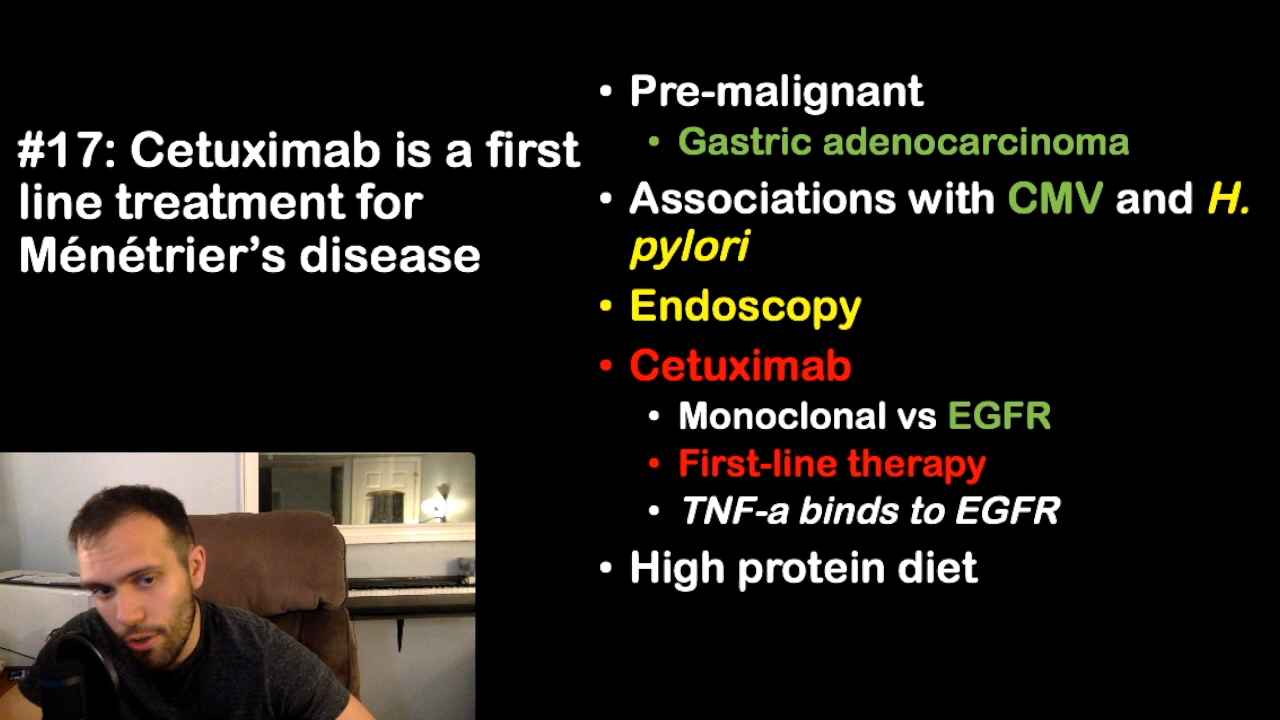 #17: Cetuximab is a first
line treatment for
Ménétrier’s disease
• Pre-malignant
• Gastric adenocarcinoma
• Associations with CMV and H.
pylori
• Endoscopy
• Cetuximab
• Monoclonal vs EGFR
• First-line therapy
• TNF-a binds to EGFR
• High protein diet